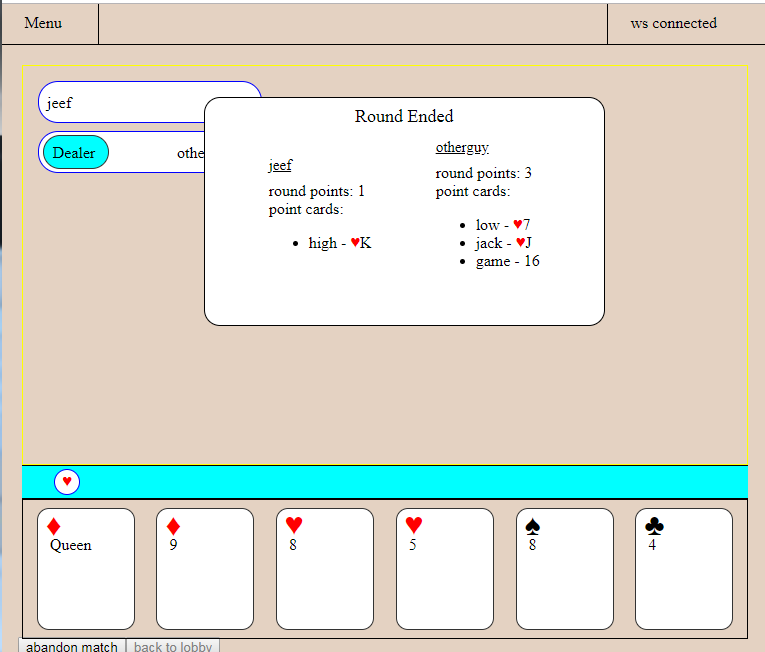 Menu
ws connected
jeef
Dealer othe
Round Ended
jeef
round points: 1
point cards:
• high - ♥K
otherguy
round points: 3
point cards:
• low - ♥7
• jack - ♥J
• game - 16
♥
♦ ♦ ♥ ♥ ♠ ♣
Queen 9 8 5 8 4
abandon match back to lobby